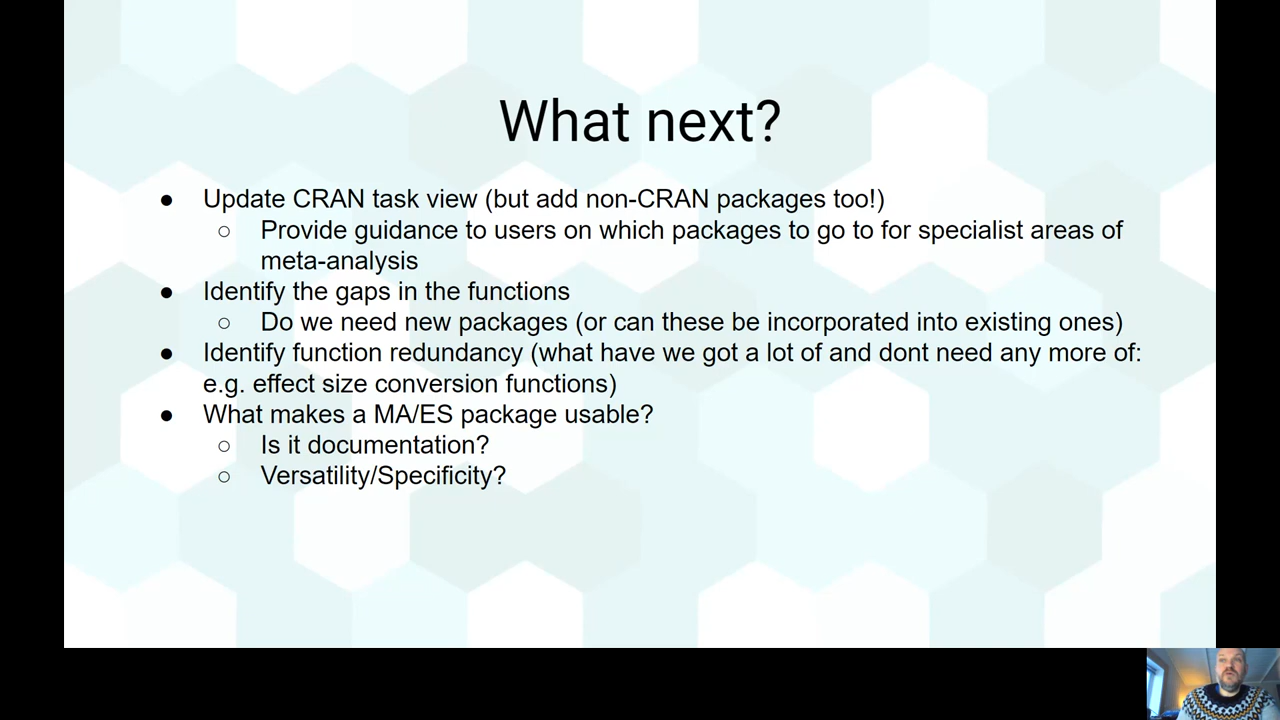 What next?
● Update CRAN task view (but add non-CRAN packages too!)
○ Provide guidance to users on which packages to go to for specialist areas of
meta-analysis
● Identify the gaps in the functions
○ Do we need new packages (or can these be incorporated into existing ones)
● Identify function redundancy (what have we got a lot of and dont need any more of:
e.g. effect size conversion functions)
● What makes a MA/ES package usable?
○ Is it documentation?
○ Versatility/Specificity?